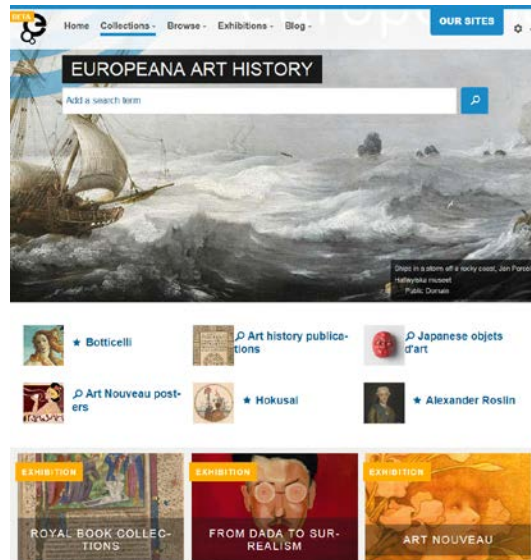 BETA
Home Collections - Browse - Exhibitions - Blog -
OUR SITES
EUROPEANA ART HISTORY
Add a search term
Ships in a storm off a rocky coast, Jan
Hallwylska museet
Public Domain
Botticelli
Art history publica-
tions
Japanese objets
d'art
Art Nouveau post-
ers
Hokusai
Alexander Roslin
EXHIBITION
ROYAL BOOK COLLEC-
TIONS
EXHIBITION
FROM DADA TO SUR-
REALISM
EXHIBITION
ART NOUVEAU